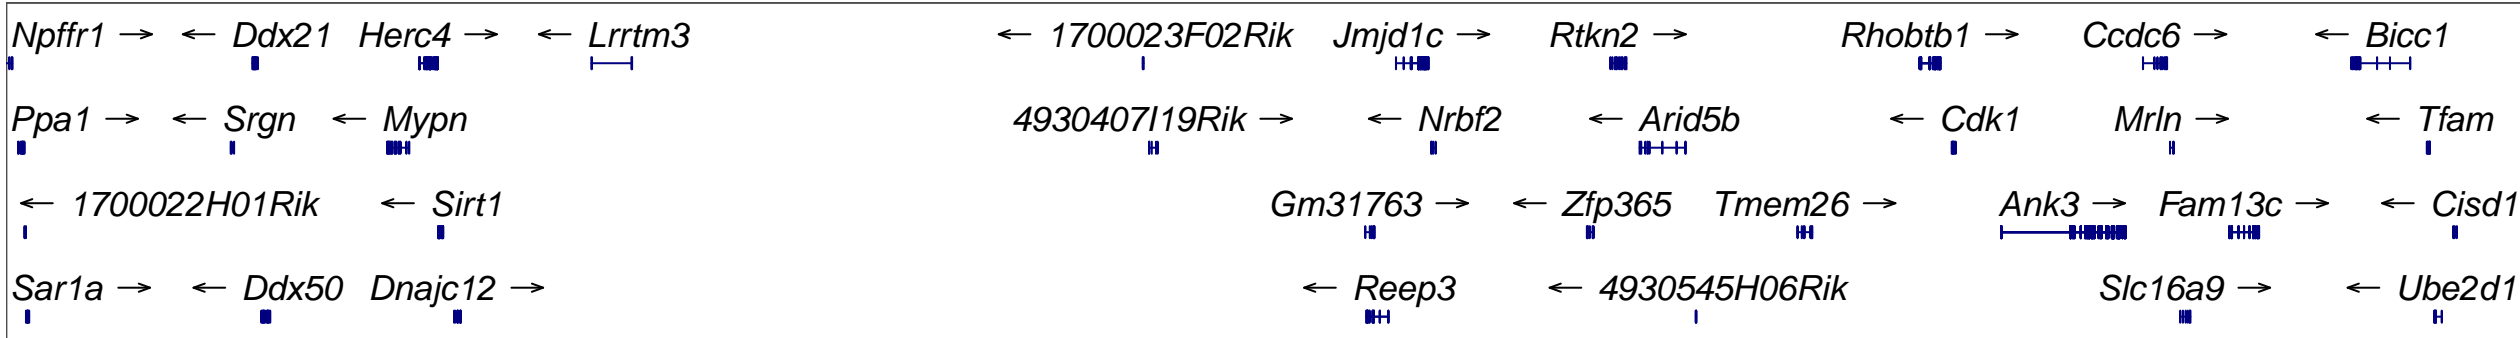 Npffr1 → ← Ddx21 Herc4 → ← Lrrtm3 ← 1700023F02Rik Jmjd1c → Rtkn2 → Rhobtb1 → Ccdc6 → ← Bicc1
Ppa1 → ← Srgn ← Mypn 4930407I19Rik → ← Nrbf2 ← Arid5b ← Cdk1 Mrln → ← Tfam
← 1700022H01Rik ← Sirt1 Gm31763 → ← Zfp365 Tmem26 → Ank3 → Fam13c → ← Cisd1
Sar1a → ← Ddx50 Dnajc12 → ← Reep3 ← 4930545H06Rik Slc16a9 → ← Ube2d1